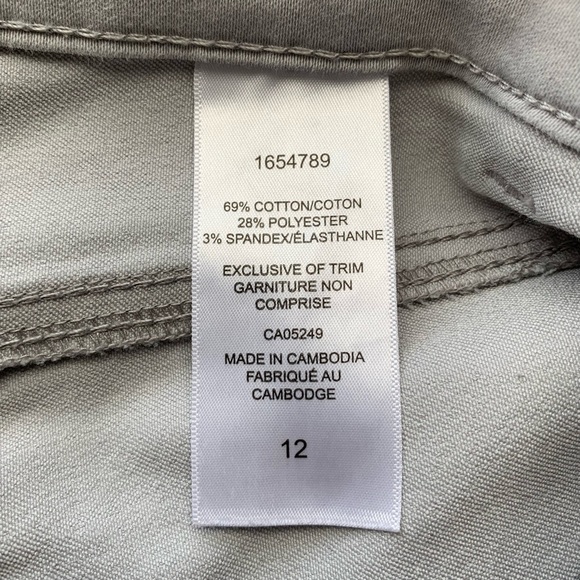 1654789
69% COTTON/COTON
28% POLYESTER
3% SPANDEX/ÉLASTHANNE
EXCLUSIVE OF TRIM
GARNITURE NON
COMPRISE
CA05249
MADE IN CAMBODIA
FABRIQUÉ AU
CAMBODGE
12